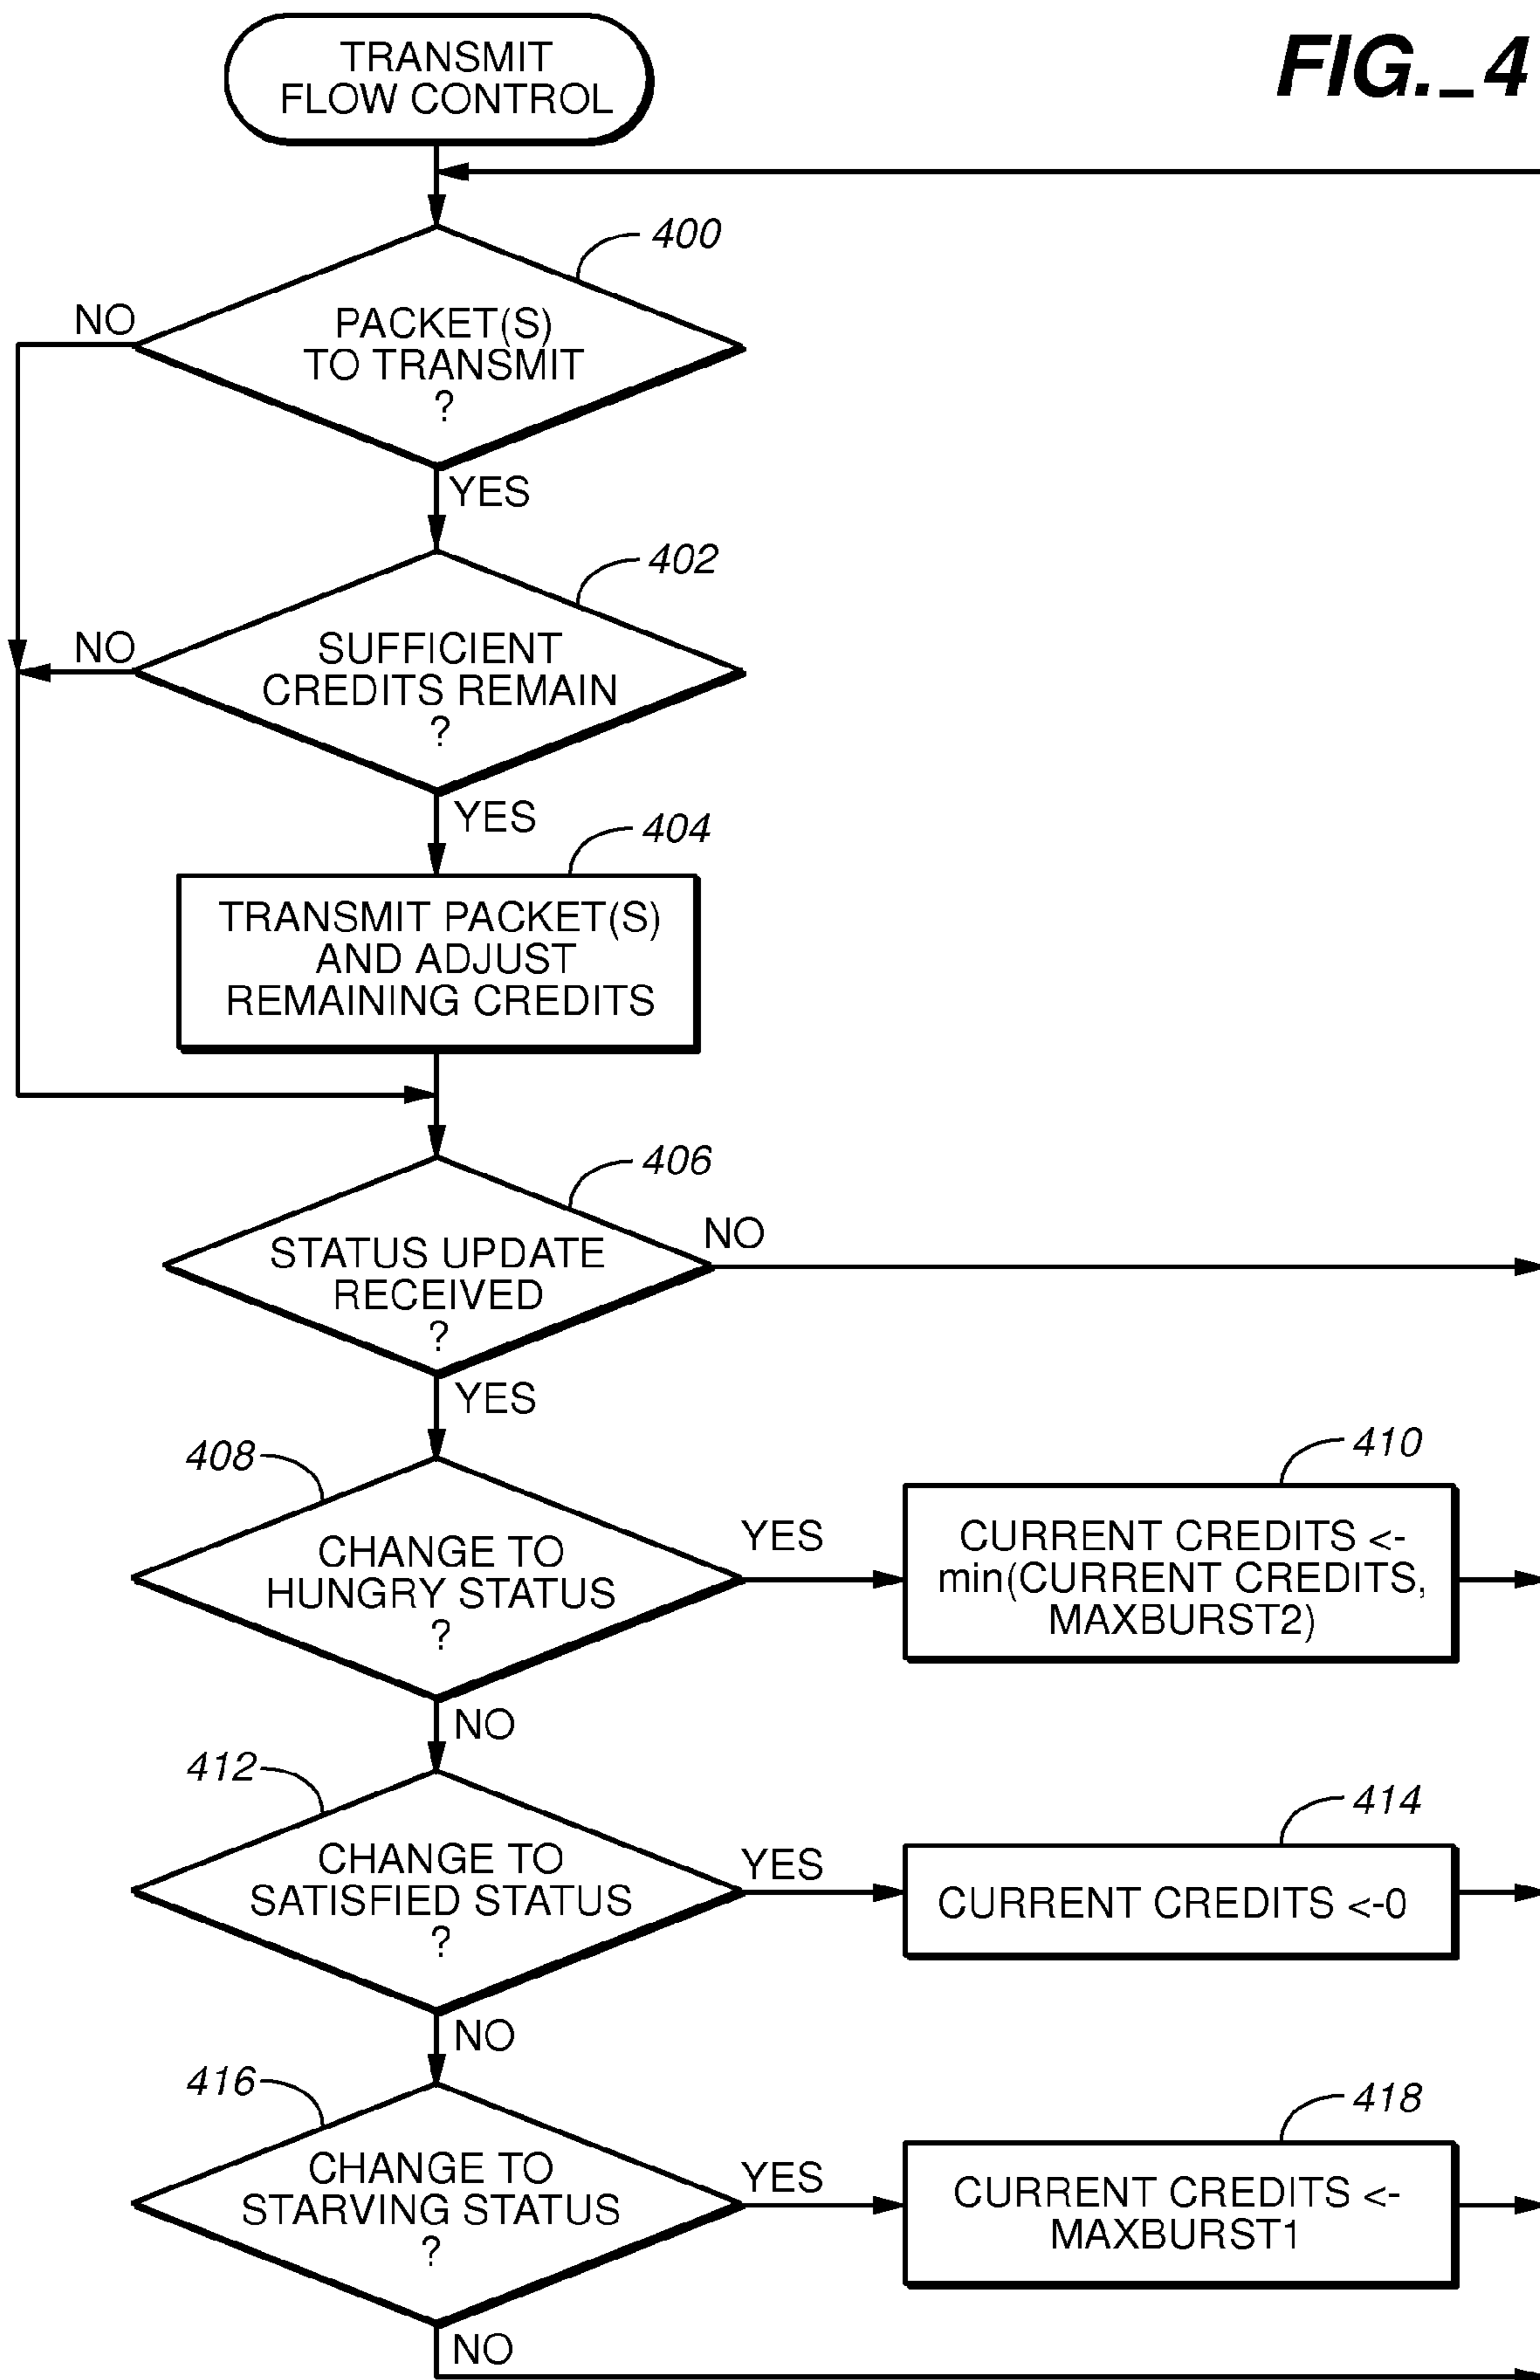 FIG._4
TRANSMIT
FLOW CONTROL
400
NO
PACKET(S)
TO TRANSMIT
?
YES
402
NO
SUFFICIENT
CREDITS REMAIN
?
YES
404
TRANSMIT PACKET(S)
AND ADJUST
REMAINING CREDITS
406
NO
STATUS UPDATE
RECEIVED
?
YES
408
CHANGE TO
HUNGRY STATUS
?
YES
410
CURRENT CREDITS <-
min(CURRENT CREDITS,
MAXBURST2)
NO
412
CHANGE TO
SATISFIED STATUS
?
YES
414
CURRENT CREDITS <-0
NO
416
CHANGE TO
STARVING STATUS
?
YES
418
CURRENT CREDITS <-
MAXBURST1
NO